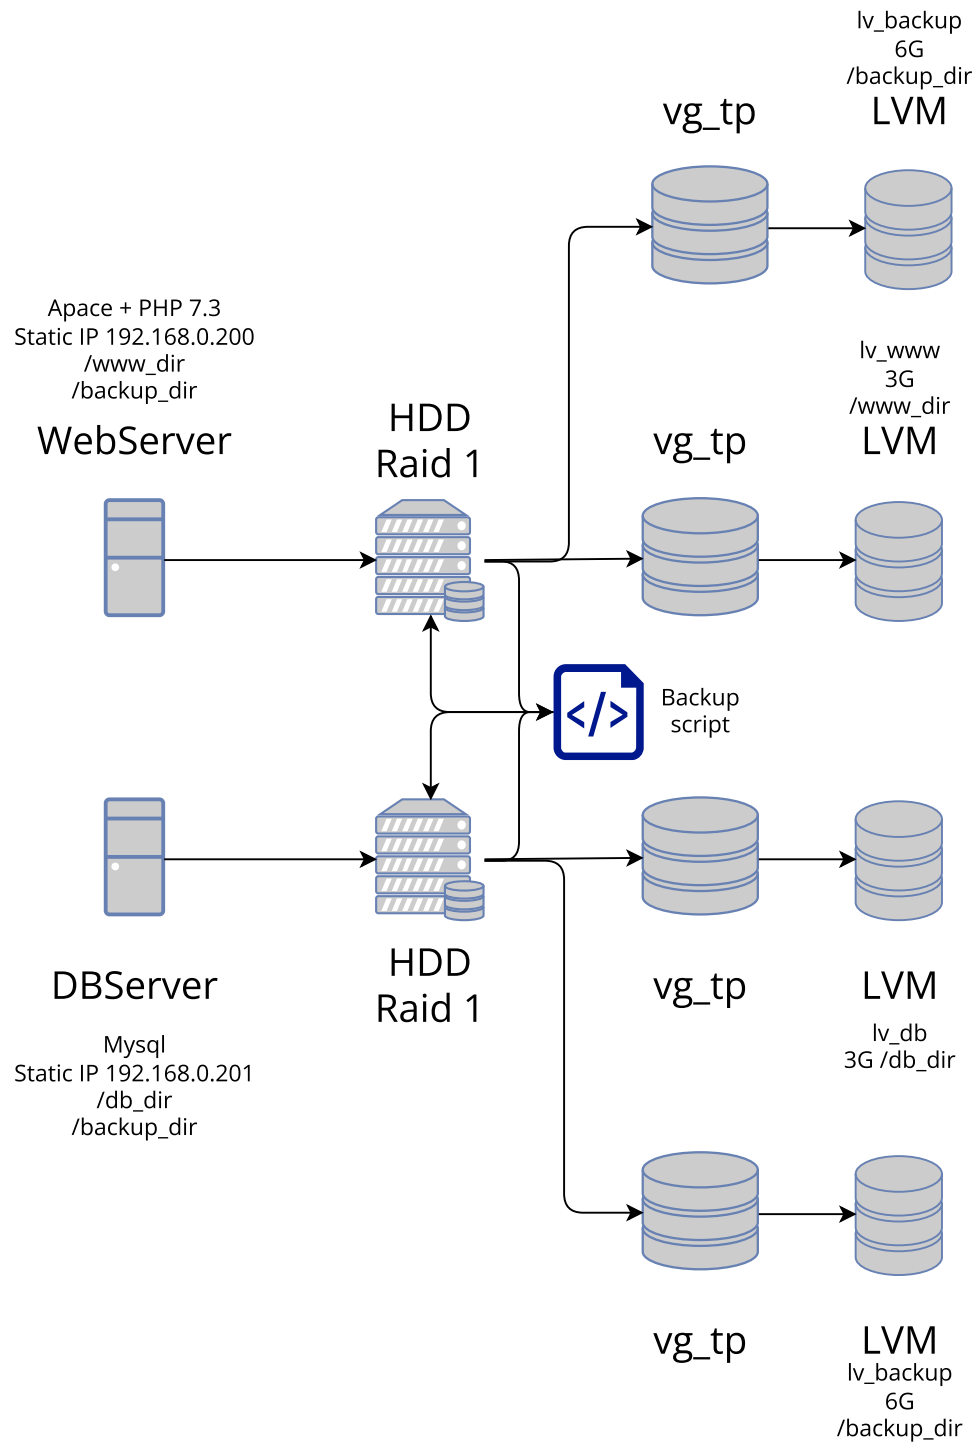 lv_backup
6G
/backup_dir
vg_tp
LVM
Apace + PHP 7.3
Static IP 192.168.0.200
/www_dir
/backup_dir
WebServer
HDD
Raid 1
lv_www
3G
/www_dir
vg_tp
LVM
</>
Backup
script
DBServer
HDD
Raid 1
vg_tp
LVM
Mysql
Static IP 192.168.0.201
/db_dir
/backup_dir
lv_db
3G /db_dir
vg_tp
LVM
lv_backup
6G
/backup_dir